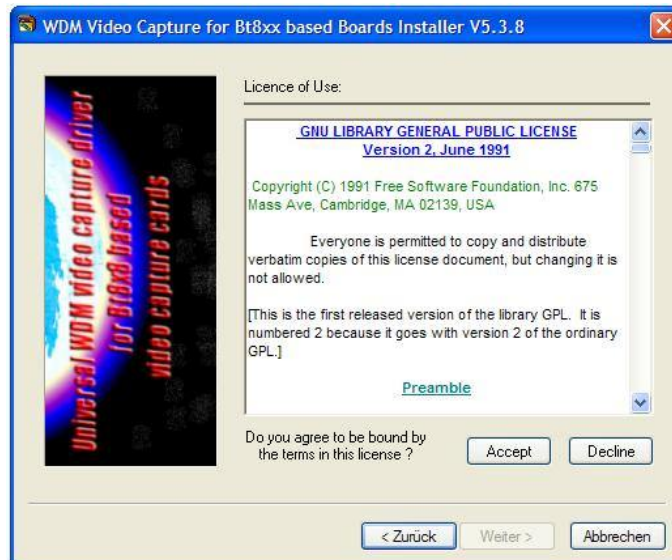 WDM Video Capture for Bt8xx based Boards Installer V5.3.8
Universal WDM video capture driver
for Bt8x8 based
video capture cards
Licence of Use:
GNU LIBRARY GENERAL PUBLIC LICENSE
Version 2, June 1991
Copyright (C) 1991 Free Software Foundation, Inc. 675
Mass Ave, Cambridge, MA 02139, USA
Everyone is permitted to copy and distribute
verbatim copies of this license document, but changing it is
not allowed.
[This is the first released version of the library GPL. It is
numbered 2 because it goes with version 2 of the ordinary
GPL.]
Preamble
Do you agree to be bound by
the terms in this license ?
Accept
Decline
< Zurück
Weiter >
Abbrechen